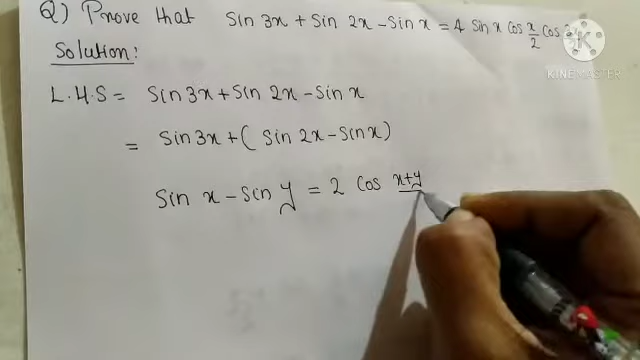 Q) Prove that Sin 3x + Sin 2x - Sin x = 4 Sin x Cos x/2 Cos 3
Solution:
L.H.S = Sin 3x + Sin 2x - Sin x
= Sin 3x + ( Sin 2x - Sin x)
Sin x - Sin y = 2 Cos x+y
KINEMASTER